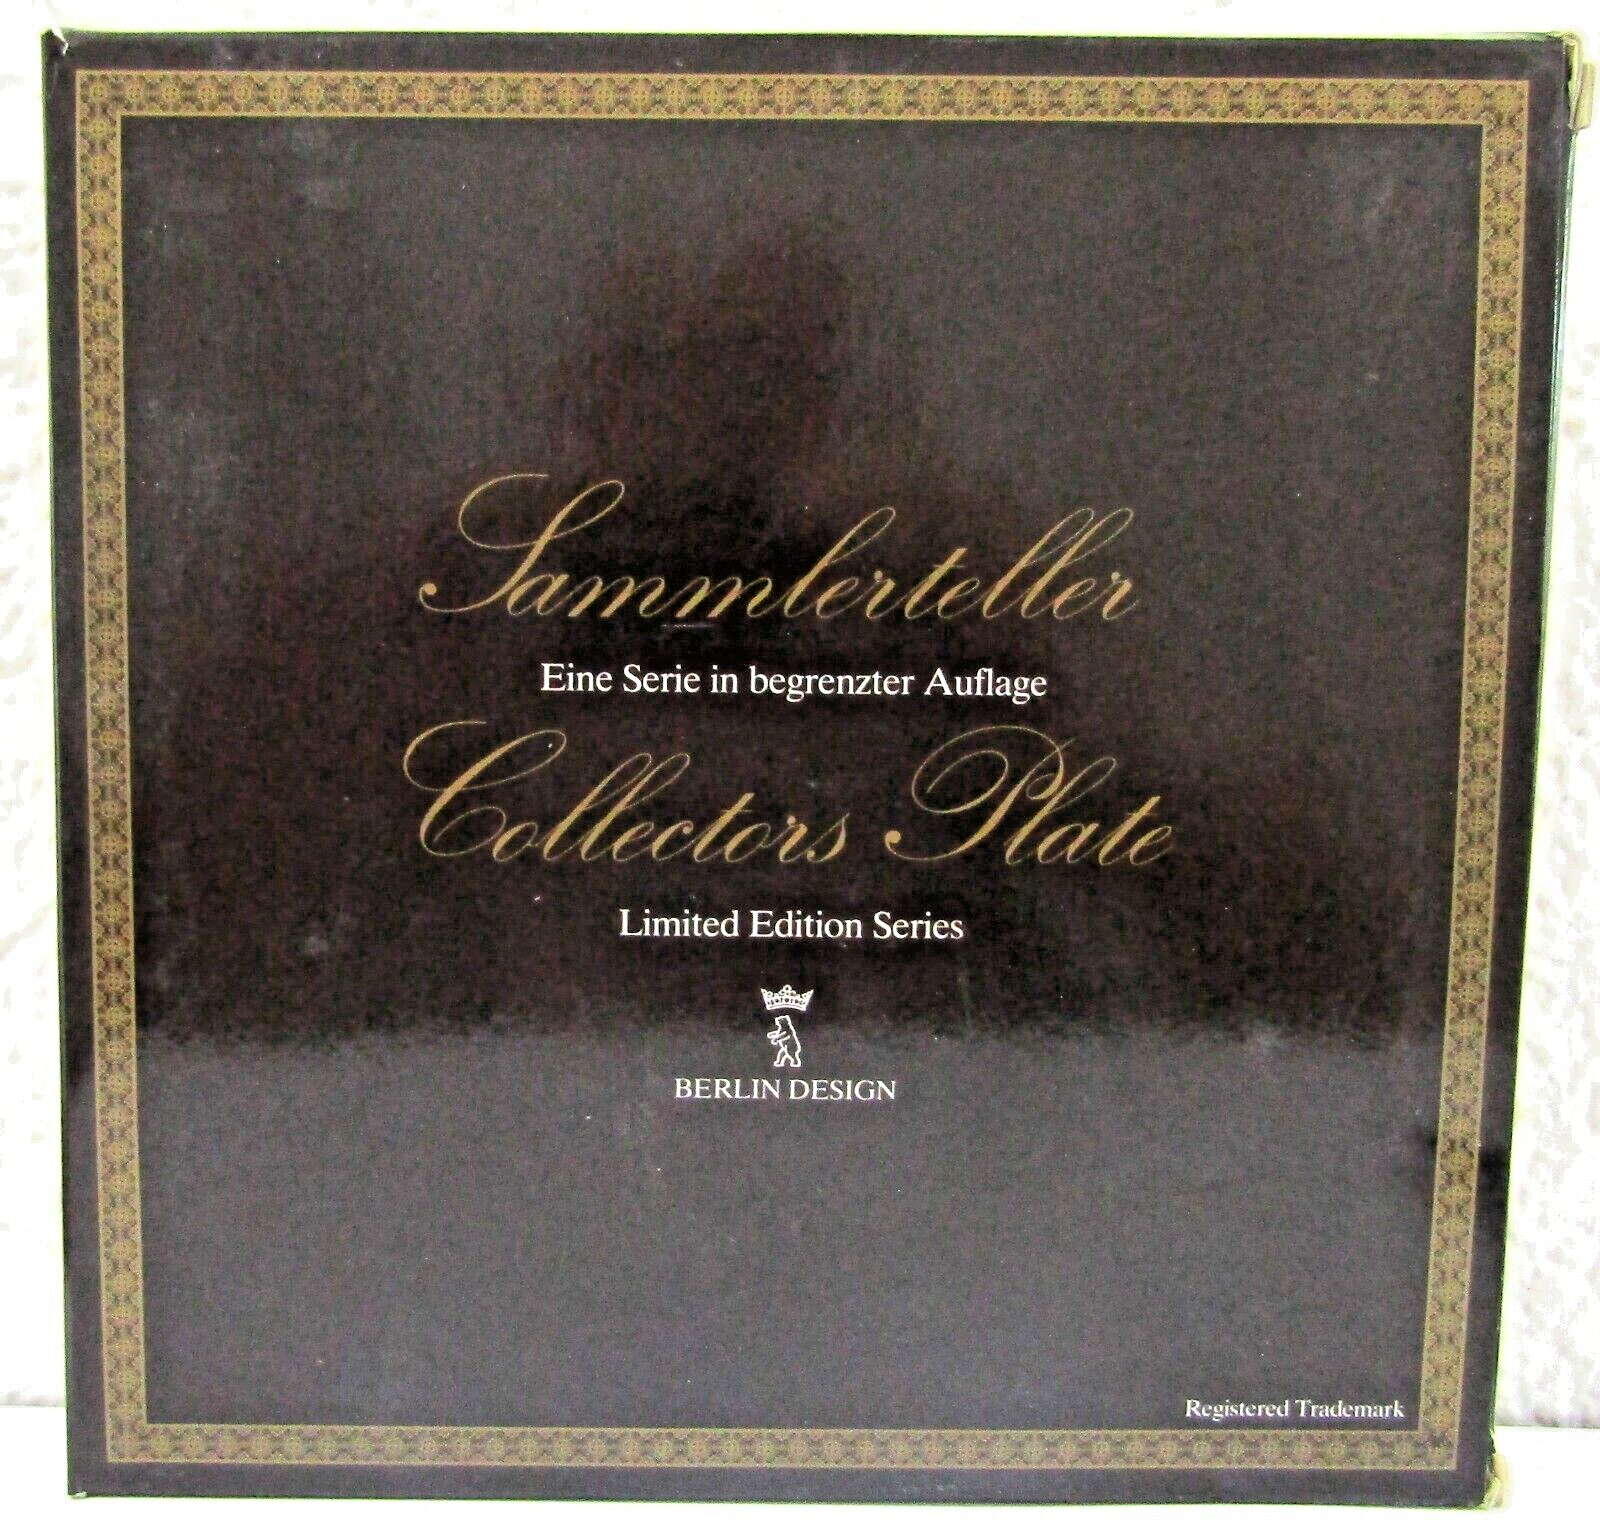 Sammlerteller
Eine Serie in begrenzter Auflage
Collectors Plate
Limited Edition Series
BERLIN DESIGN
Registered Trademark